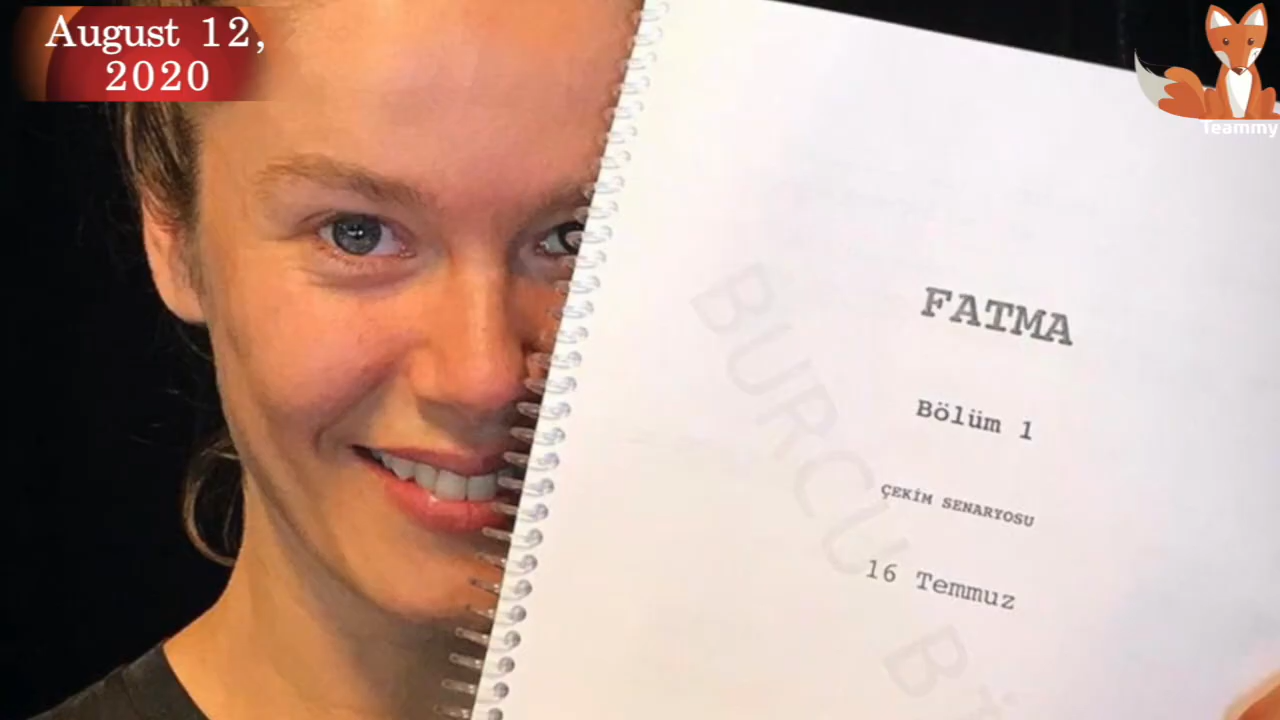 August 12,
2020
Teammy
FATMA
Bölüm 1
ÇEKİM SENARYOSU
16 Temmuz
BURCU